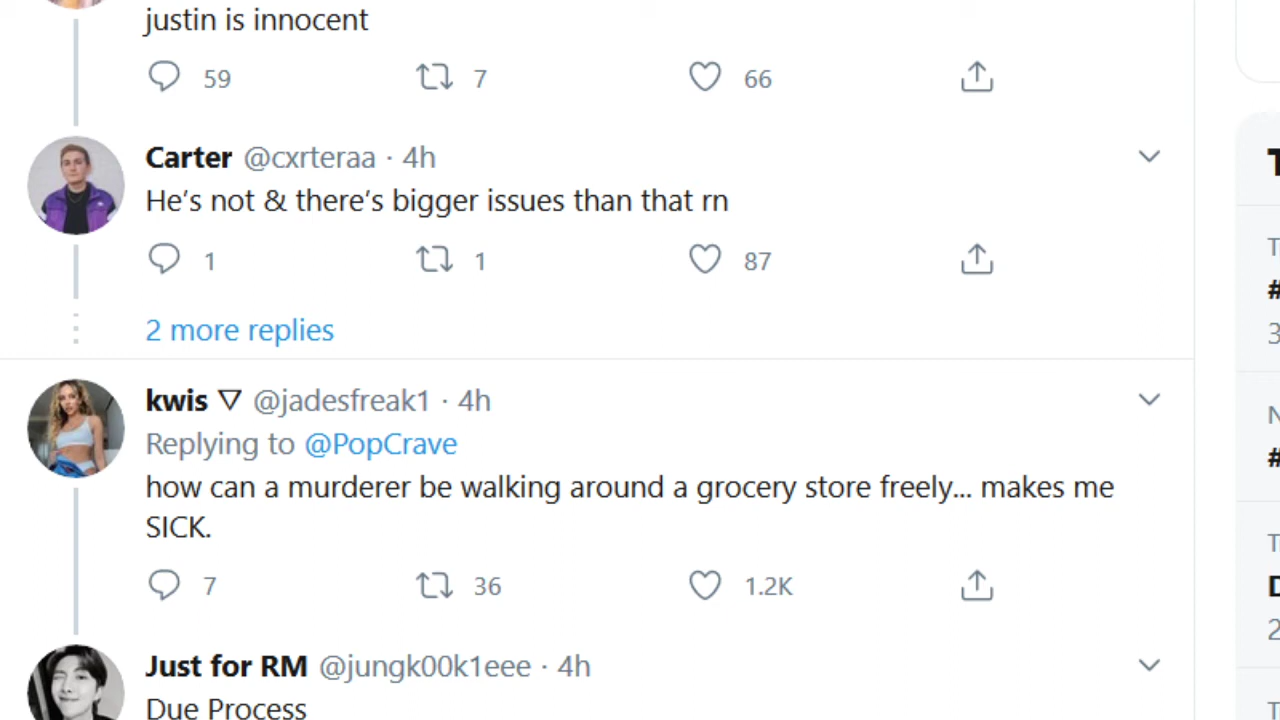 justin is innocent
59 7 66
Carter @cxrteraa · 4h
He’s not & there’s bigger issues than that rn
1 1 87
2 more replies
kwis ▽ @jadesfreak1 · 4h
Replying to @PopCrave
how can a murderer be walking around a grocery store freely... makes me
SICK.
7 36 1.2K
Just for RM @jungk00k1eee · 4h
Due Process